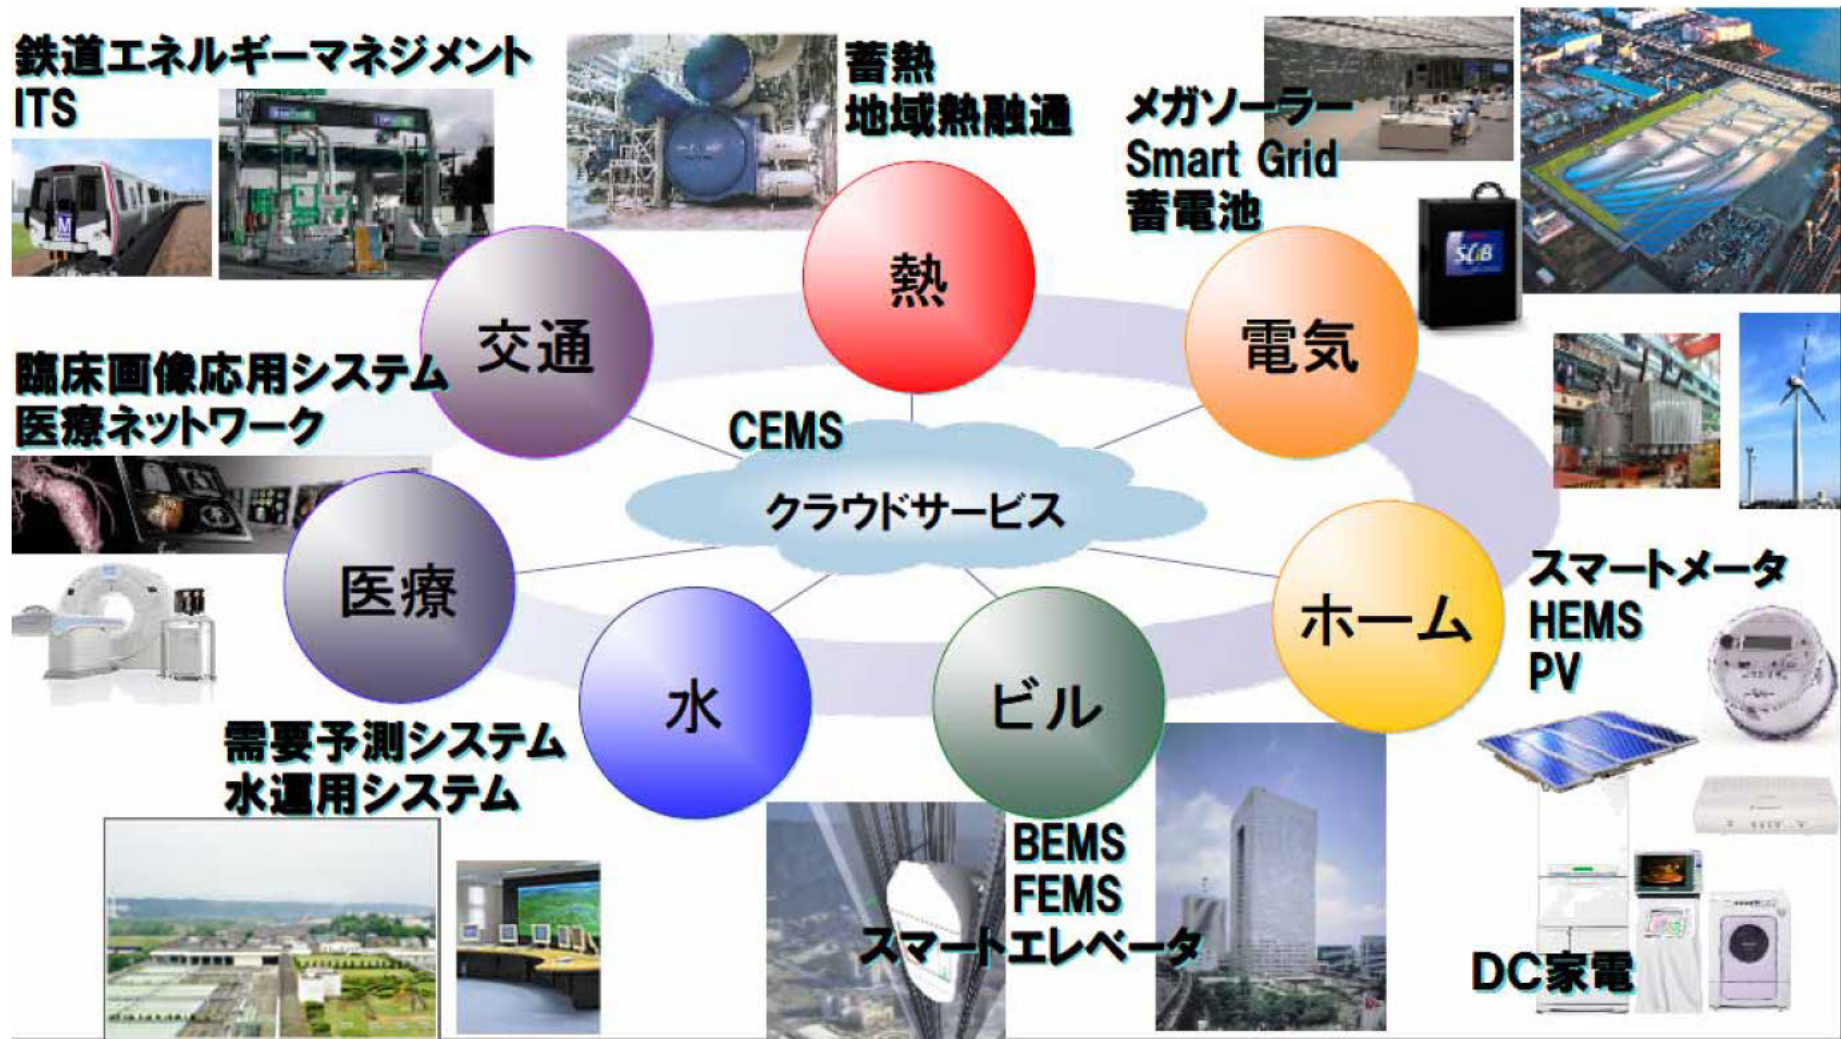 鉄道エネルギーマネジメント
ITS
蓄熱
地域熱融通
メガソーラー
Smart Grid
蓄電池
SCiB
交通
熱
電気
臨床画像応用システム
医療ネットワーク
CEMS
クラウドサービス
医療
水
ビル
ホーム
スマートメータ
HEMS
PV
需要予測システム
水運用システム
BEMS
FEMS
スマートエレベータ
DC家電